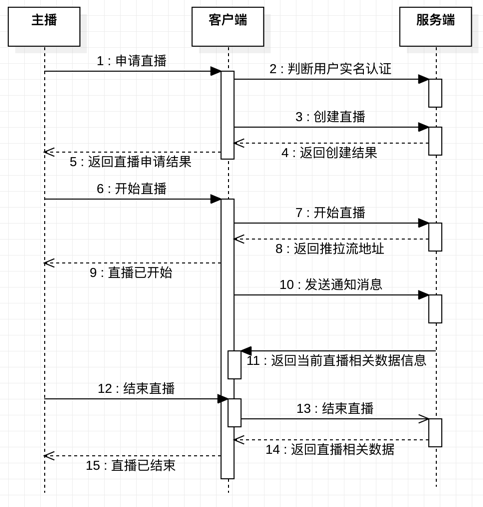 主播
客户端
服务端
1 : 申请直播
2 : 判断用户实名认证
3 : 创建直播
4 : 返回创建结果
5 : 返回直播申请结果
6 : 开始直播
7 : 开始直播
8 : 返回推拉流地址
9 : 直播已开始
10 : 发送通知消息
11 : 返回当前直播相关数据信息
12 : 结束直播
13 : 结束直播
14 : 返回直播相关数据
15 : 直播已结束